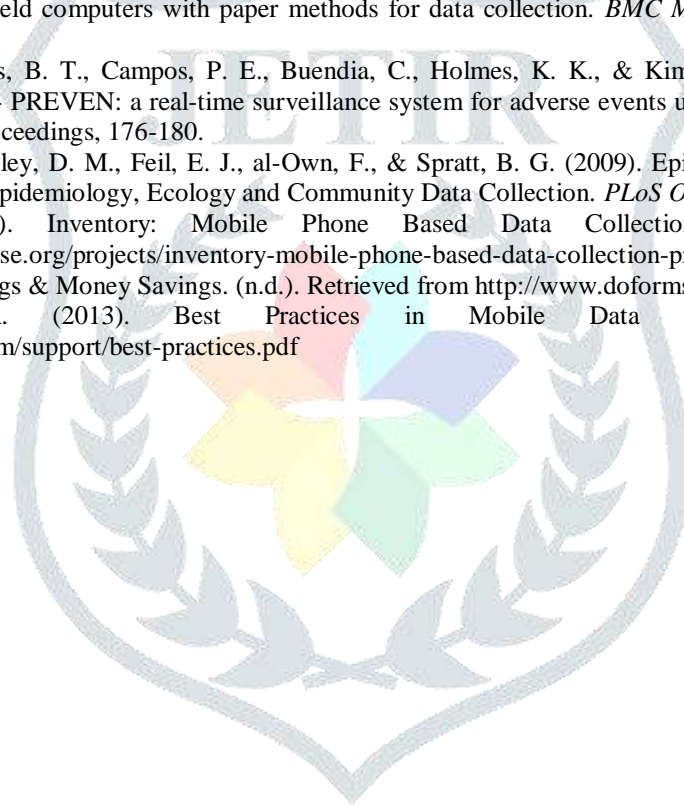 eld computers with paper methods for data collection. BMC M
s, B. T., Campos, P. E., Buendia, C., Holmes, K. K., & Kim
- PREVEN: a real-time surveillance system for adverse events u
ceedings, 176-180.
ley, D. M., Feil, E. J., al-Own, F., & Spratt, B. G. (2009). Epi
pidemiology, Ecology and Community Data Collection. PLoS O
). Inventory: Mobile Phone Based Data Collection
se.org/projects/inventory-mobile-phone-based-data-collection-p
gs & Money Savings. (n.d.). Retrieved from http://www.doforms
. (2013). Best Practices in Mobile Data
m/support/best-practices.pdf
JETIR